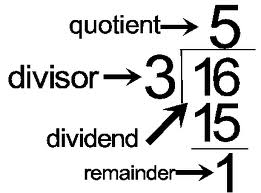 quotient 5
divisor 3 16
15
dividend
remainder 1